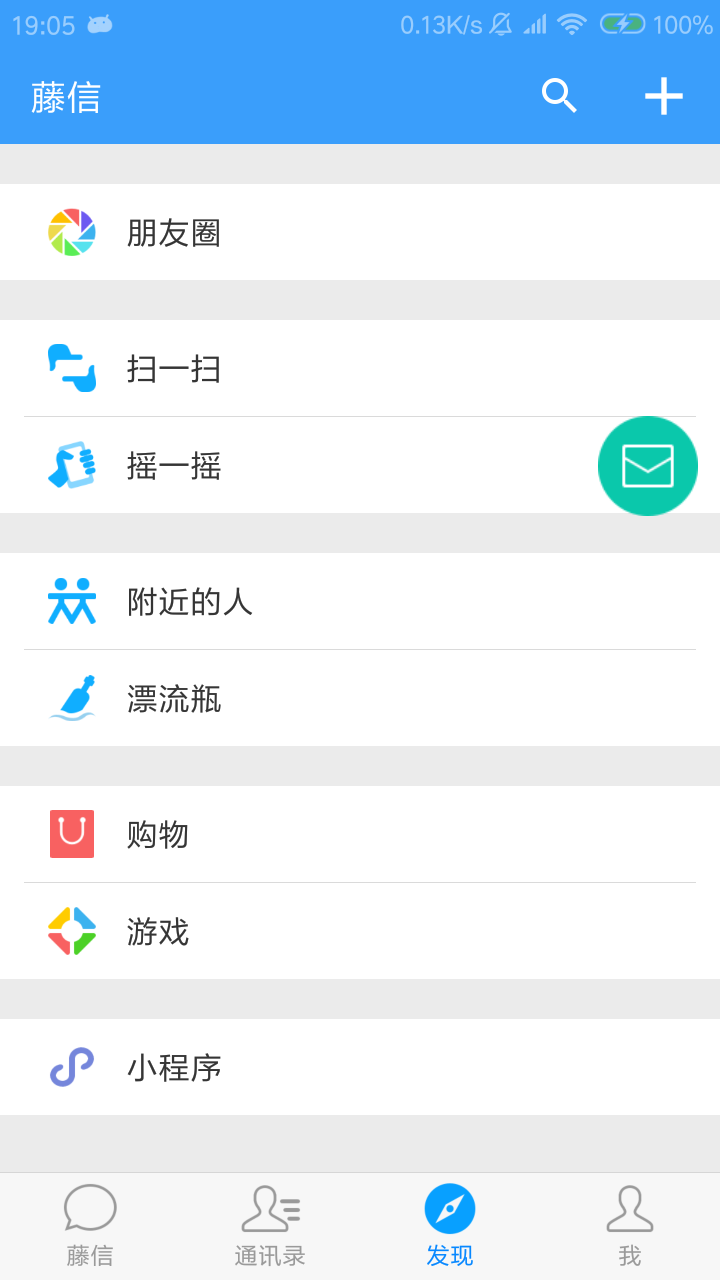 19:05 0.13K/s 100%
藤信
朋友圈
扫一扫
摇一摇
附近的人
漂流瓶
购物
游戏
小程序
藤信 通讯录 发现 我